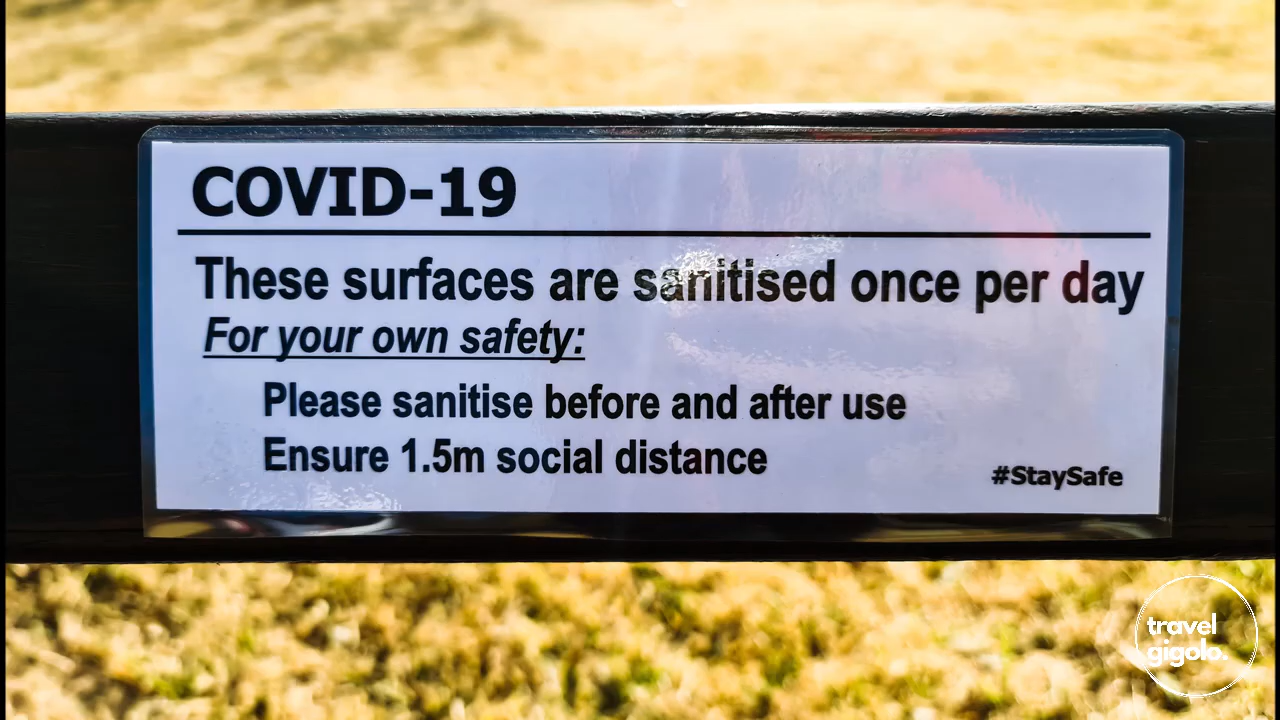 COVID-19
These surfaces are sanitised once per day
For your own safety:
Please sanitise before and after use
Ensure 1.5m social distance
#StaySafe
travel
gigolo.